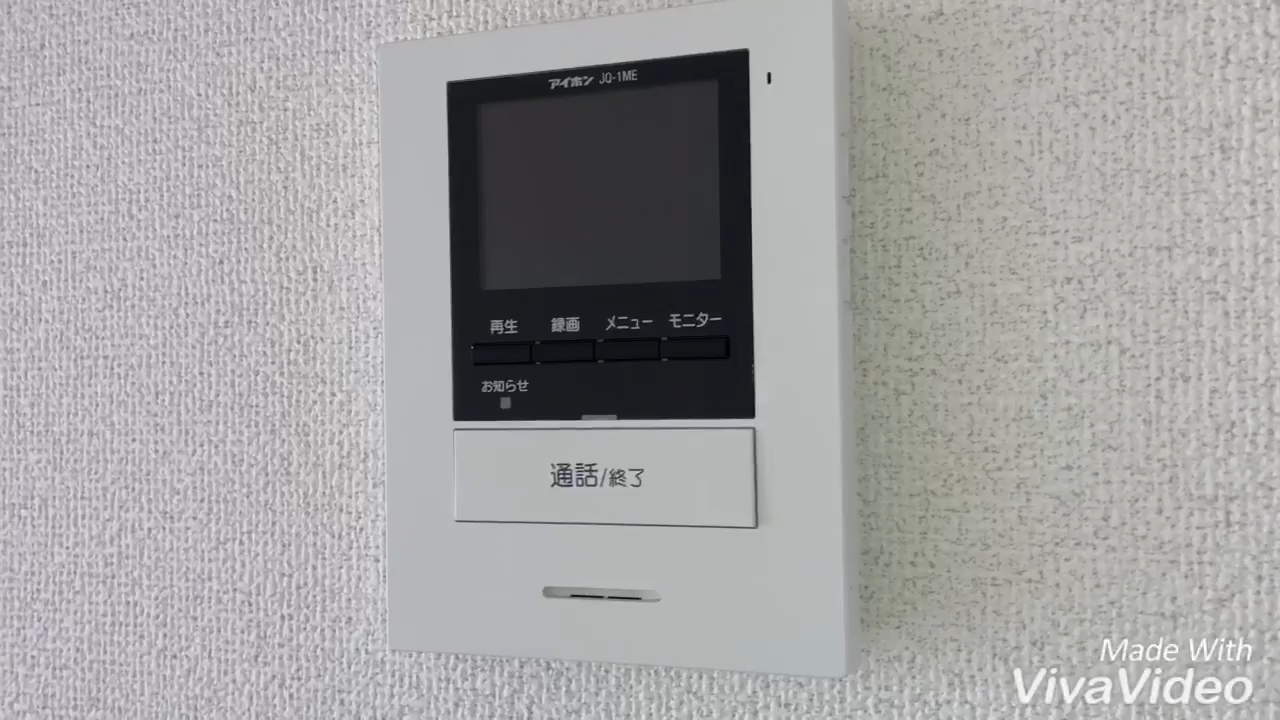 アイホン JQ-1ME
再生 録画 メニュー モニター
お知らせ
通話/終了
Made With
VivaVideo